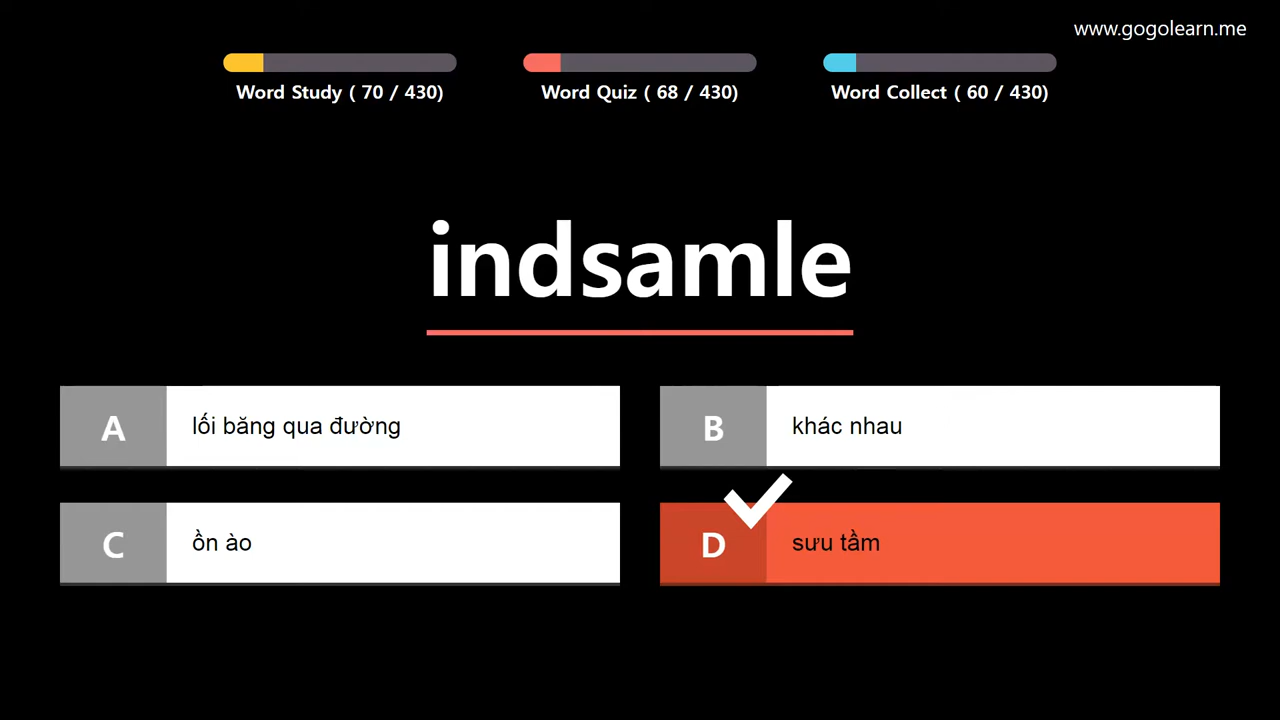 www.gogolearn.me
Word Study ( 70 / 430)
Word Quiz ( 68 / 430)
Word Collect ( 60 / 430)
indsamle
A lối băng qua đường
B khác nhau
C ồn ào
D sưu tầm